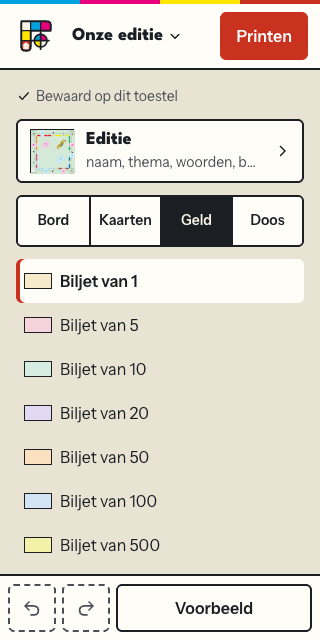 Onze editie
Printen
Bewaard op dit toestel
Editie
naam, thema, woorden, b...
Bord
Kaarten
Geld
Doos
Biljet van 1
Biljet van 5
Biljet van 10
Biljet van 20
Biljet van 50
Biljet van 100
Biljet van 500
Voorbeeld